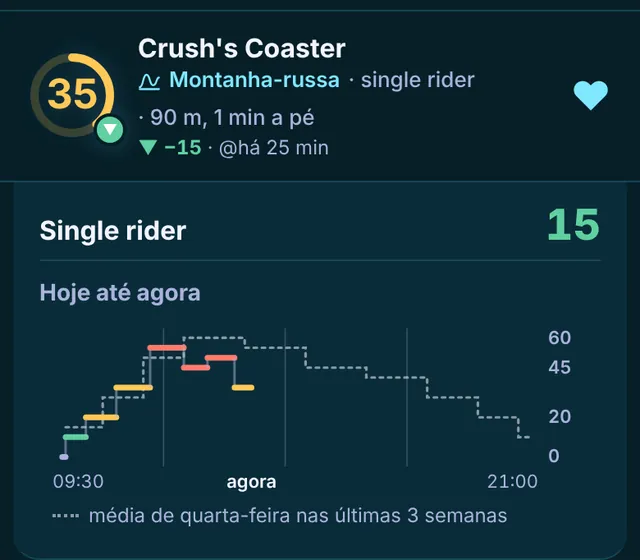 Crush's Coaster
35
Montanha-russa · single rider
· 90 m, 1 min a pé
▼ −15 · @há 25 min
Single rider 15
Hoje até agora
60
45
20
0
09:30 agora 21:00
média de quarta-feira nas últimas 3 semanas